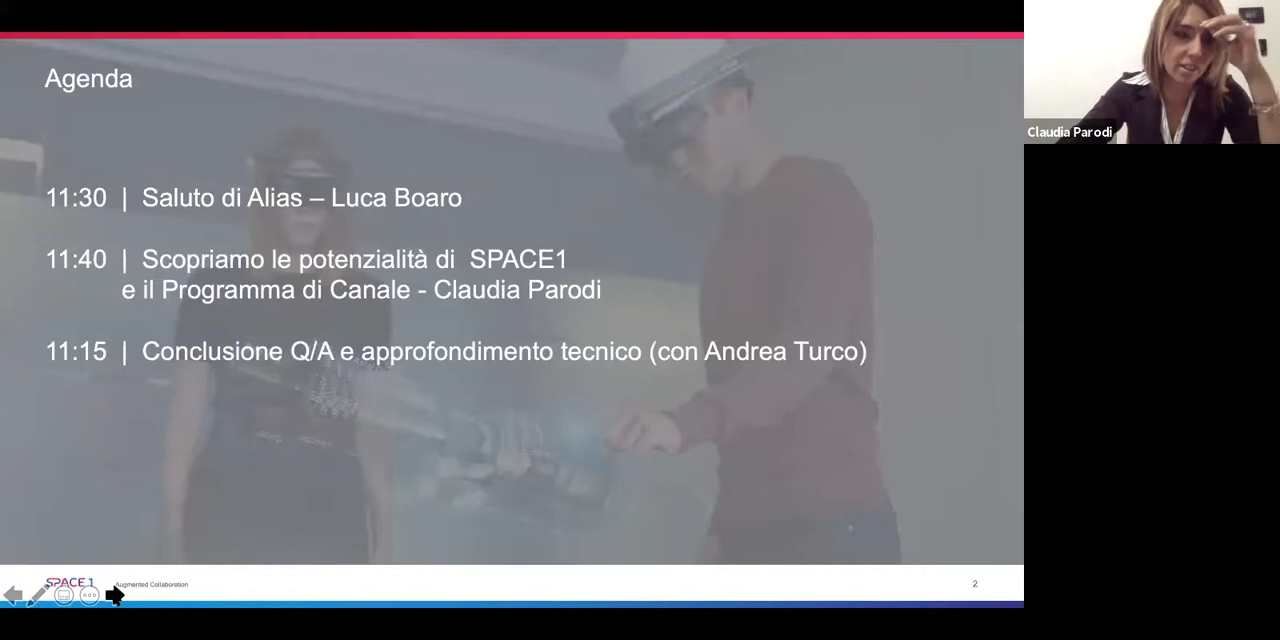 Agenda
11:30 | Saluto di Alias – Luca Boaro
11:40 | Scopriamo le potenzialità di SPACE1
e il Programma di Canale - Claudia Parodi
11:15 | Conclusione Q/A e approfondimento tecnico (con Andrea Turco)
SPACE1
Augmented Collaboration
2
Claudia Parodi